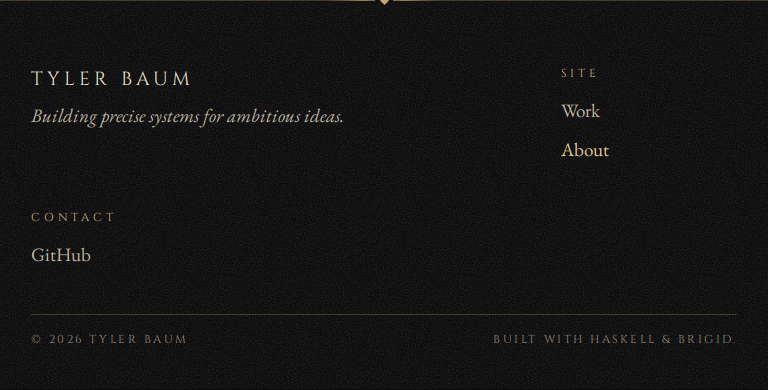 TYLER BAUM
Building precise systems for ambitious ideas.
SITE
Work
About
CONTACT
GitHub
© 2026 TYLER BAUM
BUILT WITH HASKELL & BRIGID.